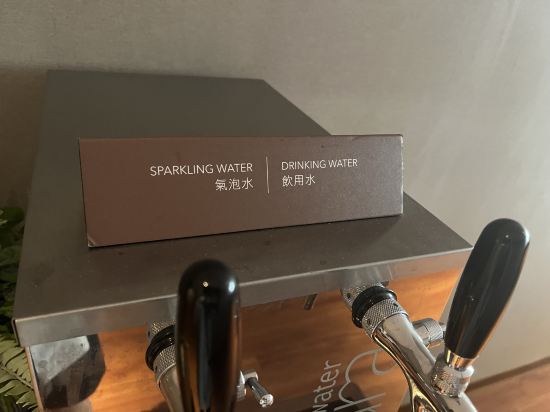 SPARKLING WATER
氣泡水
DRINKING WATER
飲用水
water